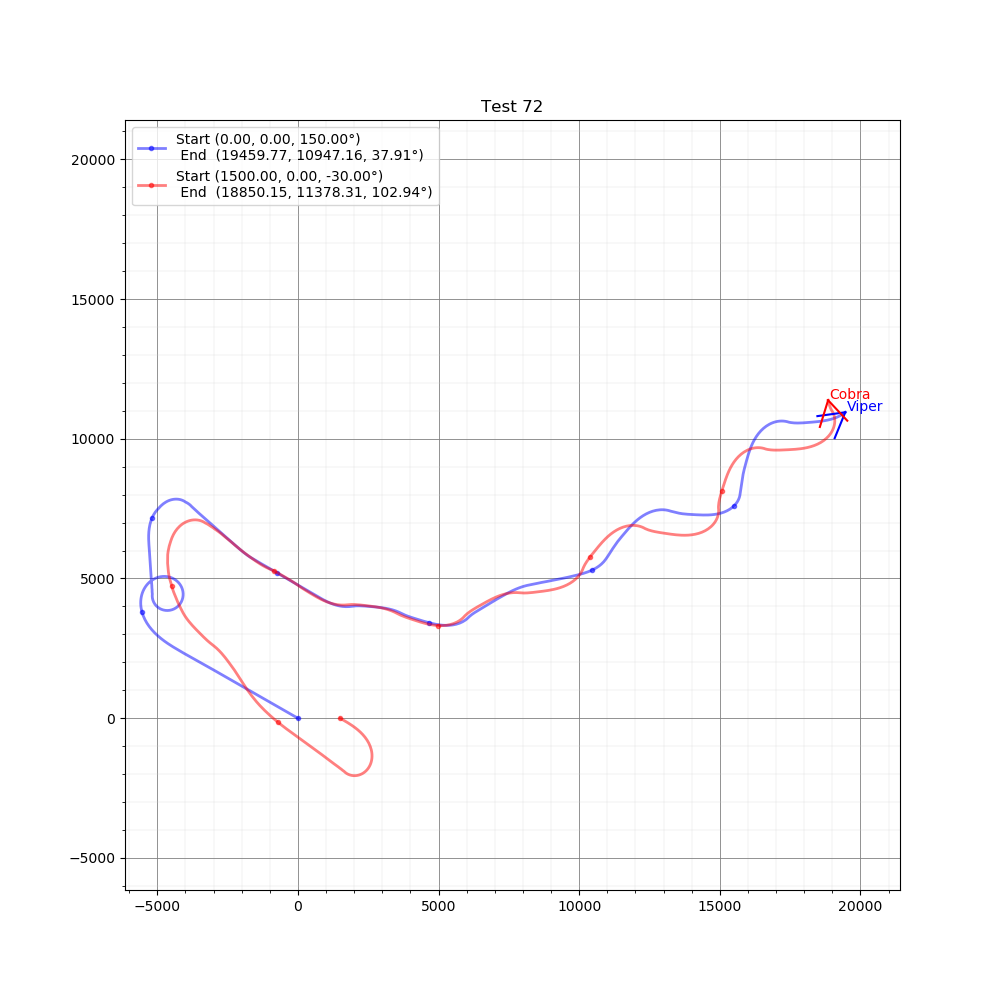 Test 72
Start (0.00, 0.00, 150.00°)
End  (19459.77, 10947.16, 37.91°)
Start (1500.00, 0.00, -30.00°)
End  (18850.15, 11378.31, 102.94°)
20000
15000
10000
5000
0
−5000
Cobra
Viper
−5000
0
5000
10000
15000
20000